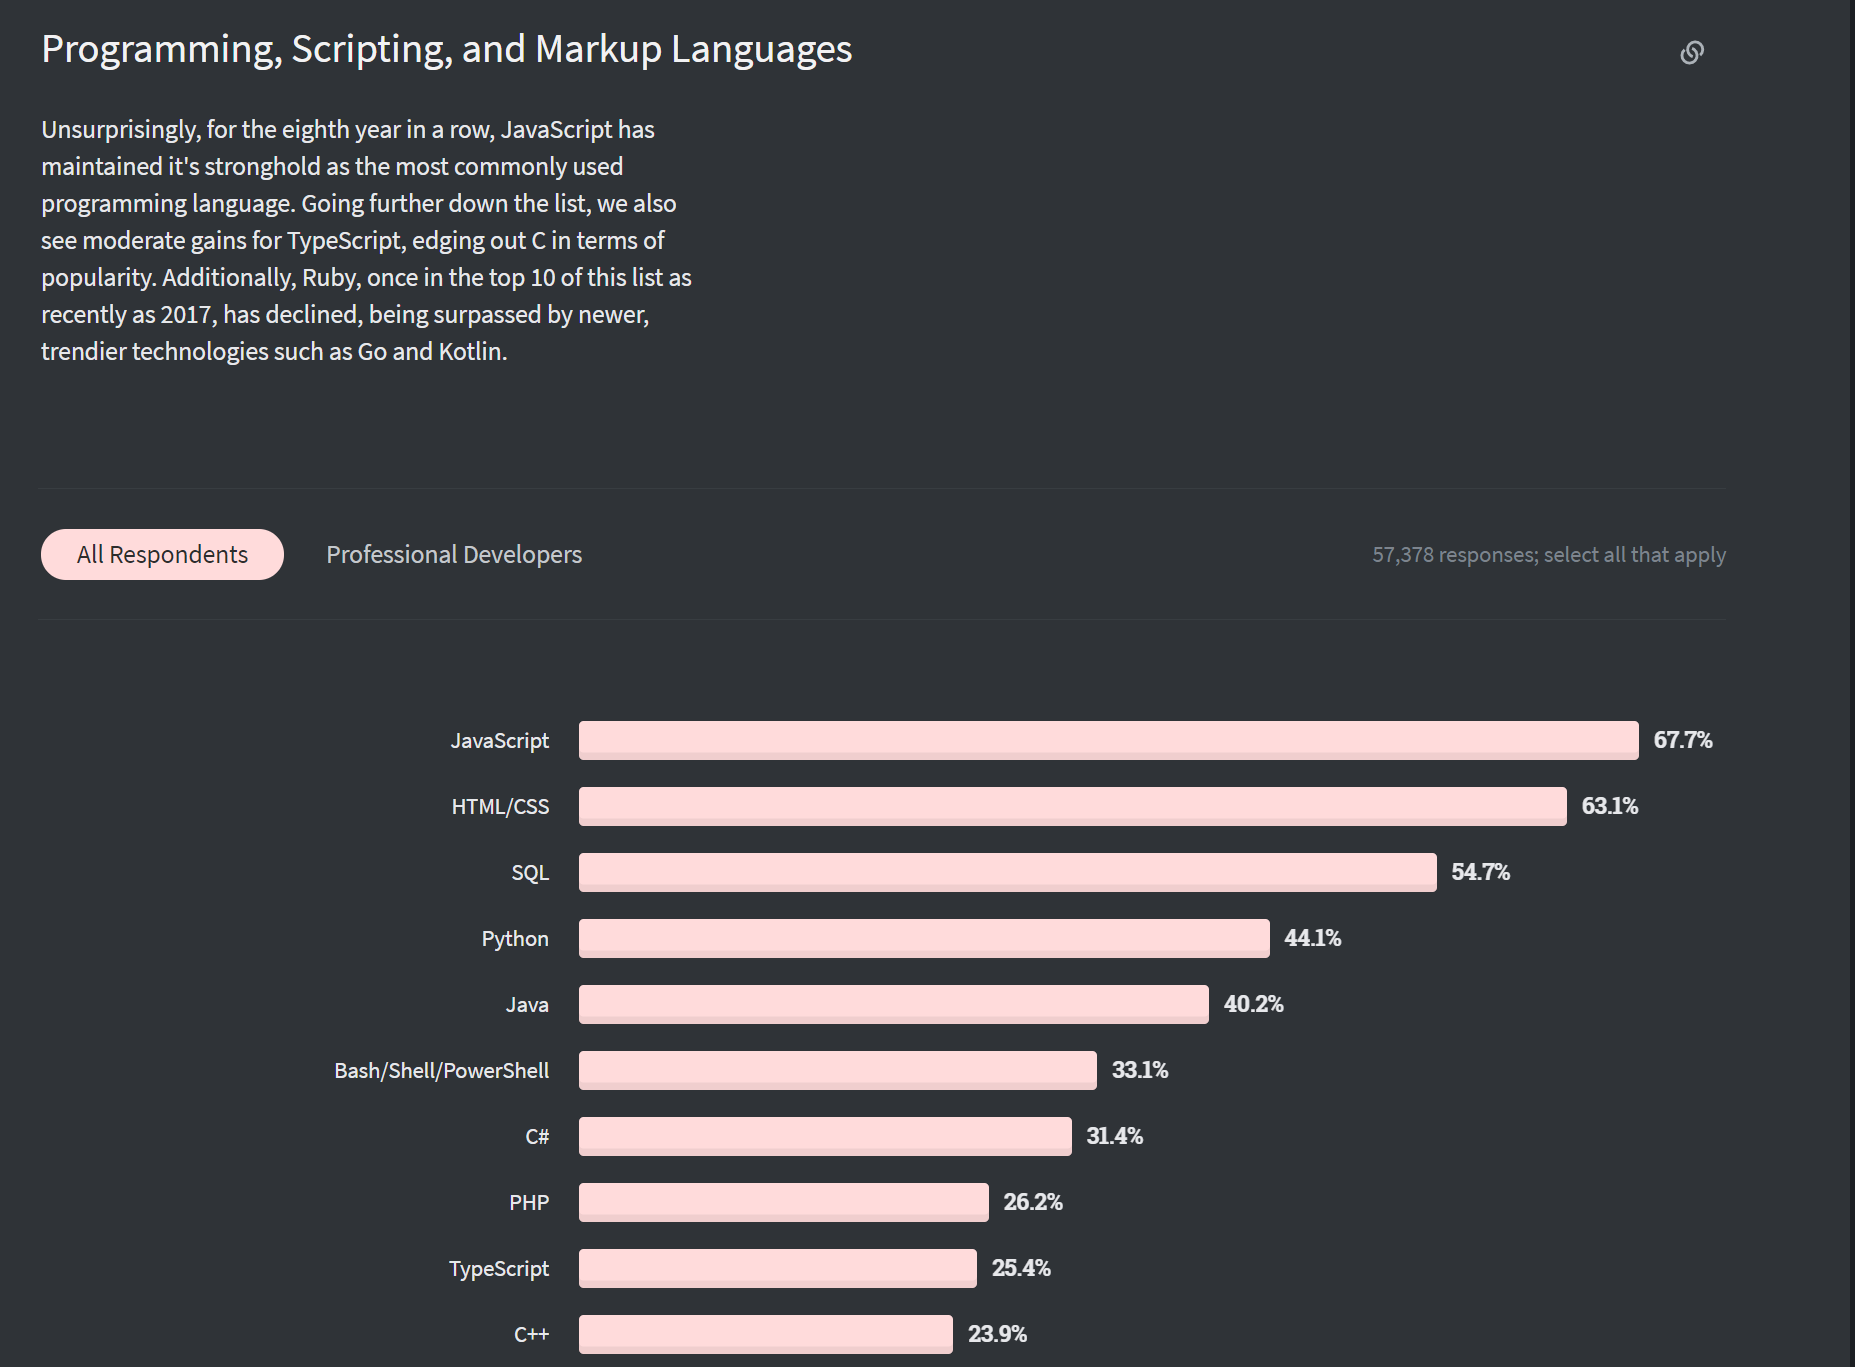 Programming, Scripting, and Markup Languages
Unsurprisingly, for the eighth year in a row, JavaScript has
maintained it's stronghold as the most commonly used
programming language. Going further down the list, we also
see moderate gains for TypeScript, edging out C in terms of
popularity. Additionally, Ruby, once in the top 10 of this list as
recently as 2017, has declined, being surpassed by newer,
trendier technologies such as Go and Kotlin.
All Respondents Professional Developers 57,378 responses; select all that apply
JavaScript 67.7%
HTML/CSS 63.1%
SQL 54.7%
Python 44.1%
Java 40.2%
Bash/Shell/PowerShell 33.1%
C# 31.4%
PHP 26.2%
TypeScript 25.4%
C++ 23.9%